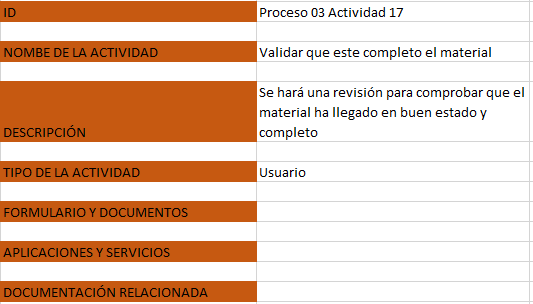 ID Proceso 03 Actividad 17
NOMBE DE LA ACTIVIDAD Validar que este completo el material
Se hará una revisión para comprobar que el
material ha llegado en buen estado y
DESCRIPCIÓN completo
TIPO DE LA ACTIVIDAD Usuario
FORMULARIO Y DOCUMENTOS
APLICACIONES Y SERVICIOS
DOCUMENTACIÓN RELACIONADA